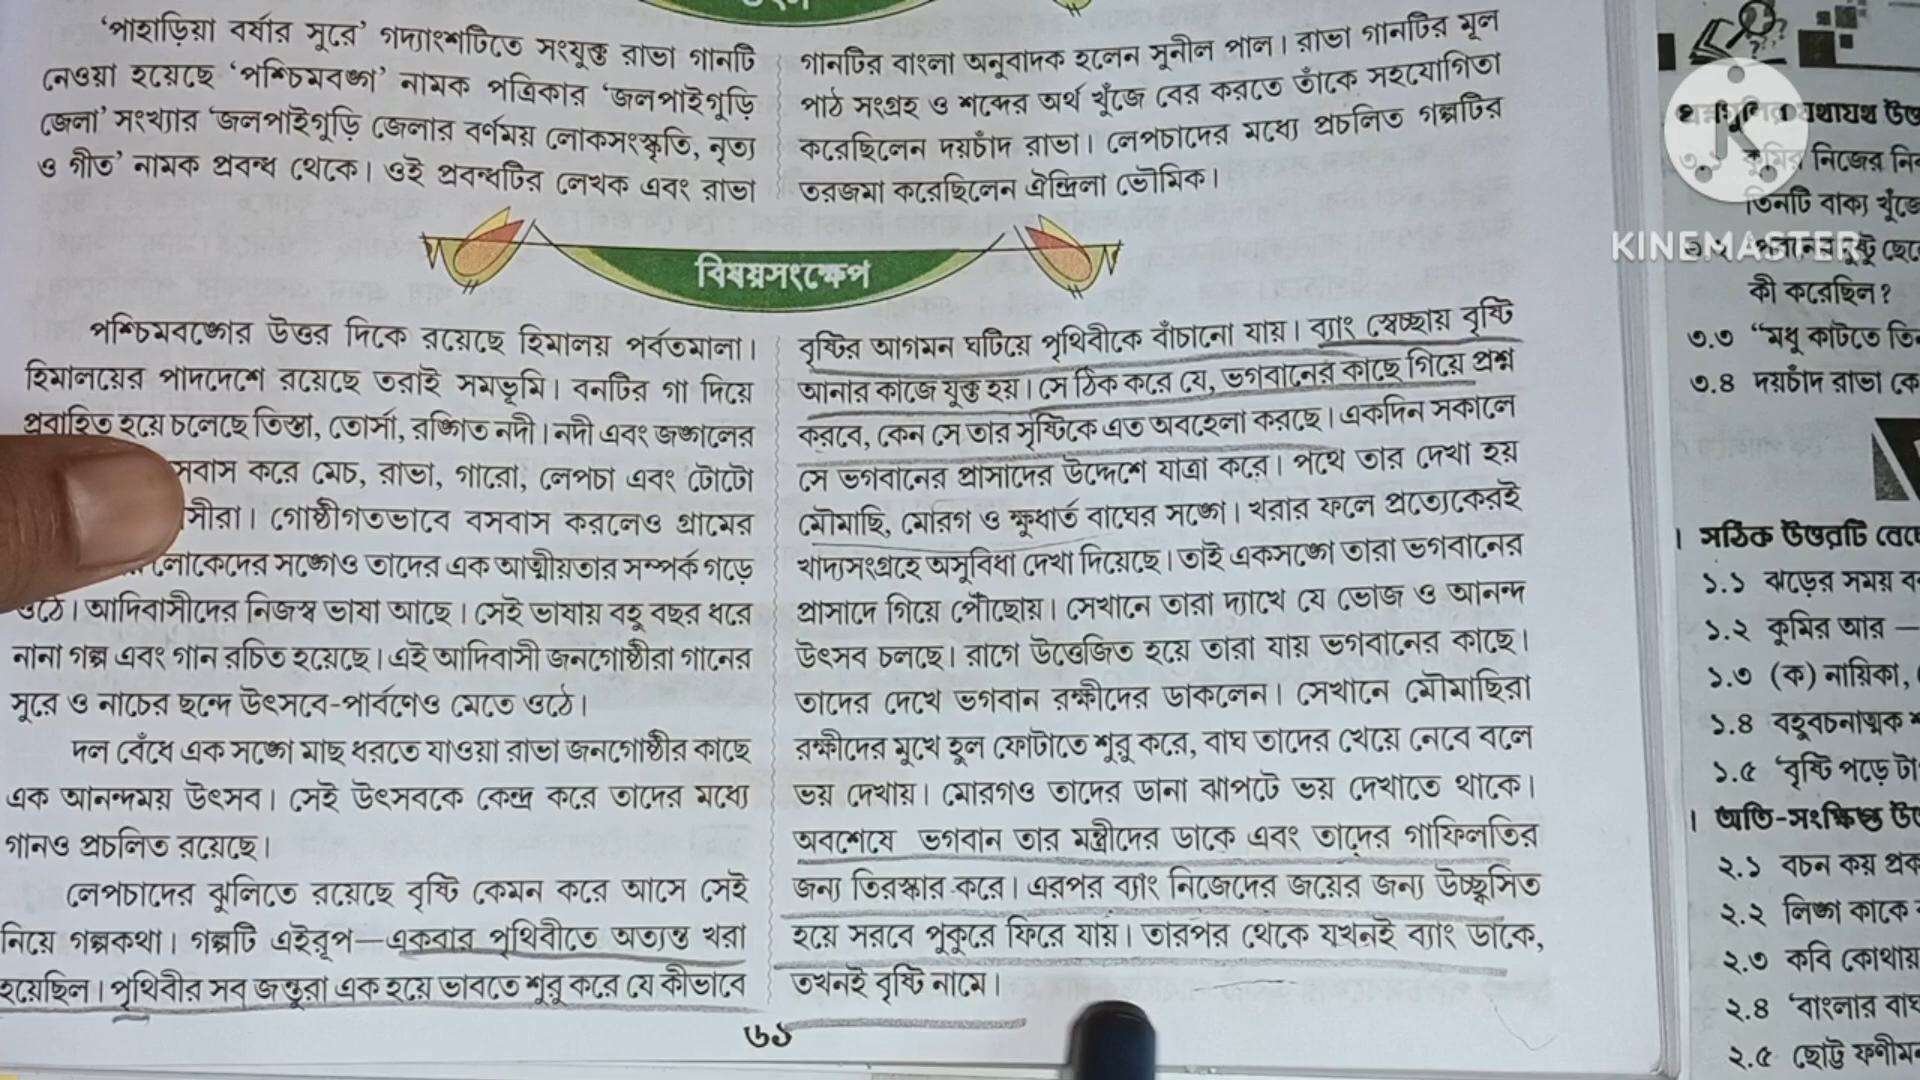 উৎস
‘পাহাড়িয়া বর্ষার সুরে’ গদ্যাংশটিতে সংযুক্ত রাভা গানটি
নেওয়া হয়েছে ‘পশ্চিমবঙ্গ’ নামক পত্রিকার ‘জলপাইগুড়ি
জেলা’ সংখ্যার ‘জলপাইগুড়ি জেলার বর্ণময় লোকসংস্কৃতি, নৃত্য
ও গীত’ নামক প্রবন্ধ থেকে। ওই প্রবন্ধটির লেখক এবং রাভা
গানটির বাংলা অনুবাদক হলেন সুনীল পাল। রাভা গানটির মূল
পাঠ সংগ্রহ ও শব্দের অর্থ খুঁজে বের করতে তাঁকে সহযোগিতা
করেছিলেন দয়চাঁদ রাভা। লেপচাদের মধ্যে প্রচলিত গল্পটির
তরজমা করেছিলেন ঐন্দ্রিলা ভৌমিক।
বিষয়সংক্ষেপ
পশ্চিমবঙ্গের উত্তর দিকে রয়েছে হিমালয় পর্বতমালা।
হিমালয়ের পাদদেশে রয়েছে তরাই সমভূমি। বনটির গা দিয়ে
প্রবাহিত হয়ে চলেছে তিস্তা, তোর্সা, রঙ্গিত নদী। নদী এবং জঙ্গলের
সবাস করে মেচ, রাভা, গারো, লেপচা এবং টোটো
সীরা। গোষ্ঠীগতভাবে বসবাস করলেও গ্রামের
লোকেদের সঙ্গেও তাদের এক আত্মীয়তার সম্পর্ক গড়ে
ওঠে। আদিবাসীদের নিজস্ব ভাষা আছে। সেই ভাষায় বহু বছর ধরে
নানা গল্প এবং গান রচিত হয়েছে। এই আদিবাসী জনগোষ্ঠীরা গানের
সুরে ও নাচের ছন্দে উৎসবে-পার্বণেও মেতে ওঠে।
দল বেঁধে এক সঙ্গে মাছ ধরতে যাওয়া রাভা জনগোষ্ঠীর কাছে
এক আনন্দময় উৎসব। সেই উৎসবকে কেন্দ্র করে তাদের মধ্যে
গানও প্রচলিত রয়েছে।
লেপচাদের ঝুলিতে রয়েছে বৃষ্টি কেমন করে আসে সেই
নিয়ে গল্পকথা। গল্পটি এইরূপ—একবার পৃথিবীতে অত্যন্ত খরা
হয়েছিল। পৃথিবীর সব জন্তুরা এক হয়ে ভাবতে শুরু করে যে কীভাবে
বৃষ্টির আগমন ঘটিয়ে পৃথিবীকে বাঁচানো যায়। ব্যাং স্বেচ্ছায় বৃষ্টি
আনার কাজে যুক্ত হয়। সে ঠিক করে যে, ভগবানের কাছে গিয়ে প্রশ্ন
করবে, কেন সে তার সৃষ্টিকে এত অবহেলা করছে। একদিন সকালে
সে ভগবানের প্রাসাদের উদ্দেশে যাত্রা করে। পথে তার দেখা হয়
মৌমাছি, মোরগ ও ক্ষুধার্ত বাঘের সঙ্গে। খরার ফলে প্রত্যেকেরই
খাদ্যসংগ্রহে অসুবিধা দেখা দিয়েছে। তাই একসঙ্গে তারা ভগবানের
প্রাসাদে গিয়ে পৌঁছোয়। সেখানে তারা দ্যাখে যে ভোজ ও আনন্দ
উৎসব চলছে। রাগে উত্তেজিত হয়ে তারা যায় ভগবানের কাছে।
তাদের দেখে ভগবান রক্ষীদের ডাকলেন। সেখানে মৌমাছিরা
রক্ষীদের মুখে হুল ফোটাতে শুরু করে, বাঘ তাদের খেয়ে নেবে বলে
ভয় দেখায়। মোরগও তাদের ডানা ঝাপটে ভয় দেখাতে থাকে।
অবশেষে ভগবান তার মন্ত্রীদের ডাকে এবং তাদের গাফিলতির
জন্য তিরস্কার করে। এরপর ব্যাং নিজেদের জয়ের জন্য উচ্ছ্বসিত
হয়ে সরবে পুকুরে ফিরে যায়। তারপর থেকে যখনই ব্যাং ডাকে,
তখনই বৃষ্টি নামে।
৬১
KINEMASTER
যথাযথ
নিজের
তিনটি বাক্য খুঁজে
কী করেছিল?
৩.৩ “মধু কাটতে
৩.৪ দয়চাঁদ রাভা
সঠিক উত্তরটি
১.১ ঝড়ের সময়
১.২ কুমির আর —
১.৩ (ক) নায়িকা,
১.৪ বহুবচনাত্মক
১.৫ ‘বৃষ্টি পড়ে
অতি-সংক্ষিপ্ত
২.১ বচন কয়
২.২ লিঙ্গ কাকে
২.৩ কবি কোথায়
২.৪ ‘বাংলার
২.৫ ছোট্ট